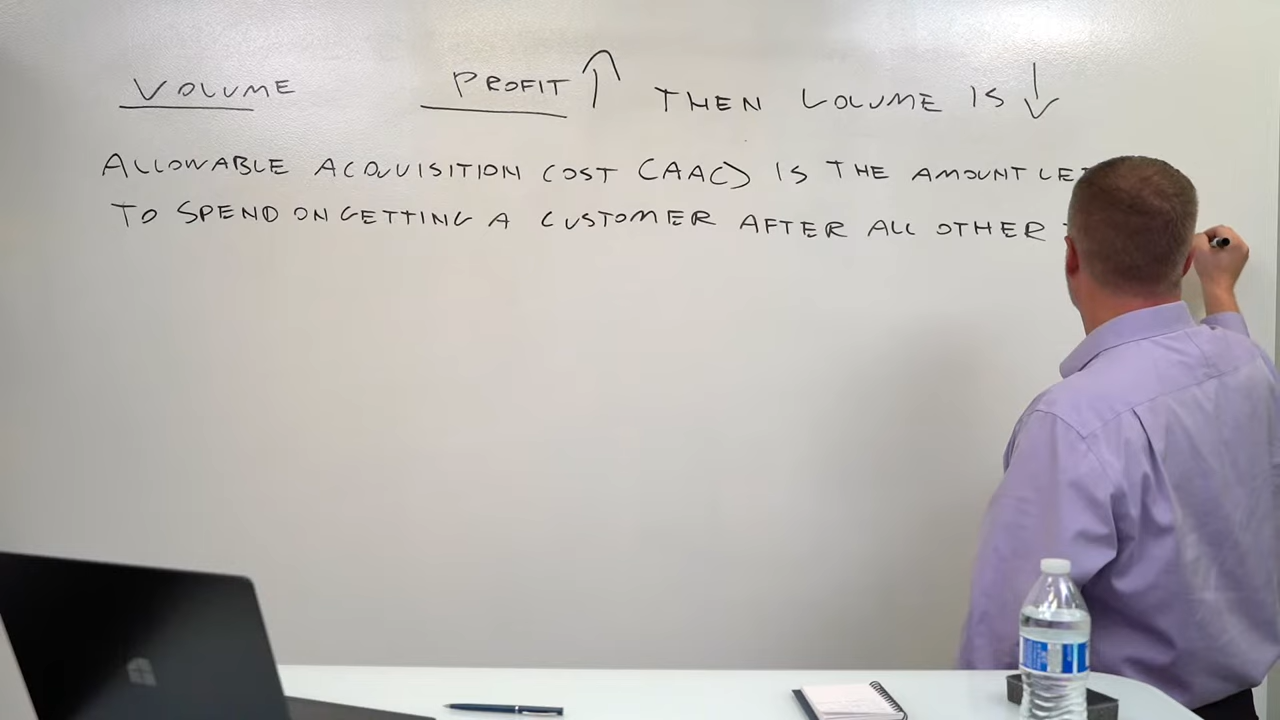 VOLUME PROFIT ↑ THEN VOLUME IS ↓
ALLOWABLE ACQUISITION COST (AAC) IS THE AMOUNT
TO SPEND ON GETTING A CUSTOMER AFTER ALL OTHER